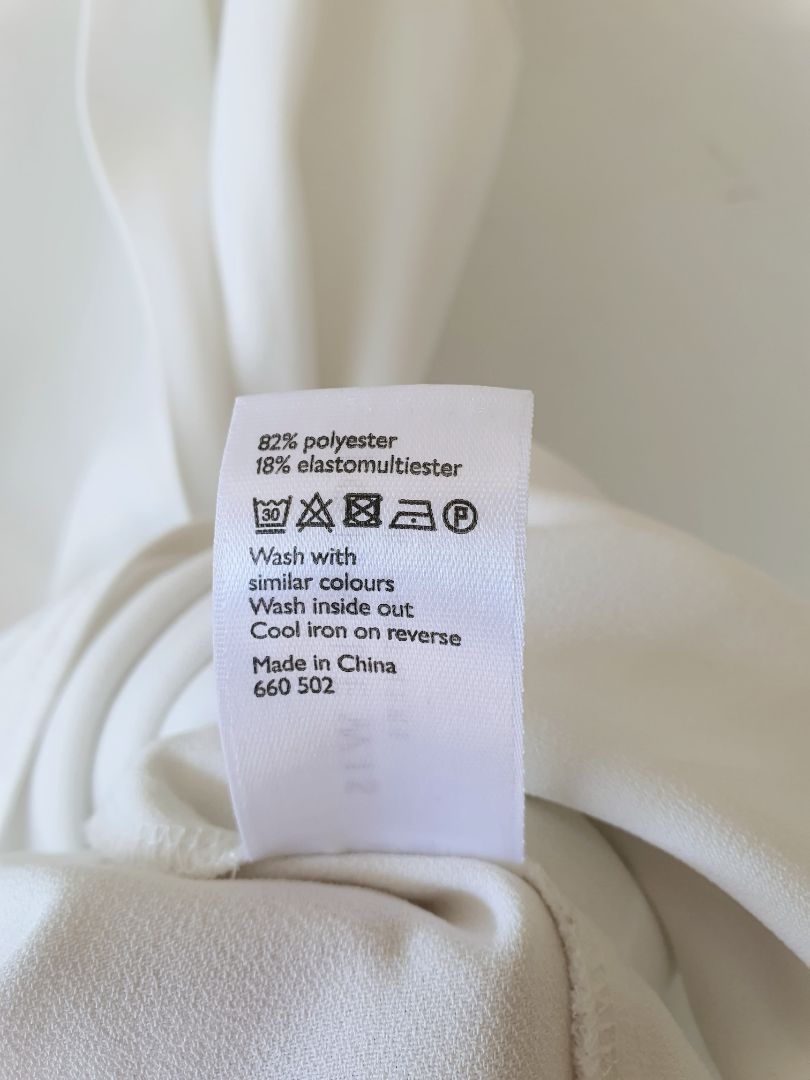 82% polyester
18% elastomultiester
30 P
Wash with
similar colours
Wash inside out
Cool iron on reverse
Made in China
660 502